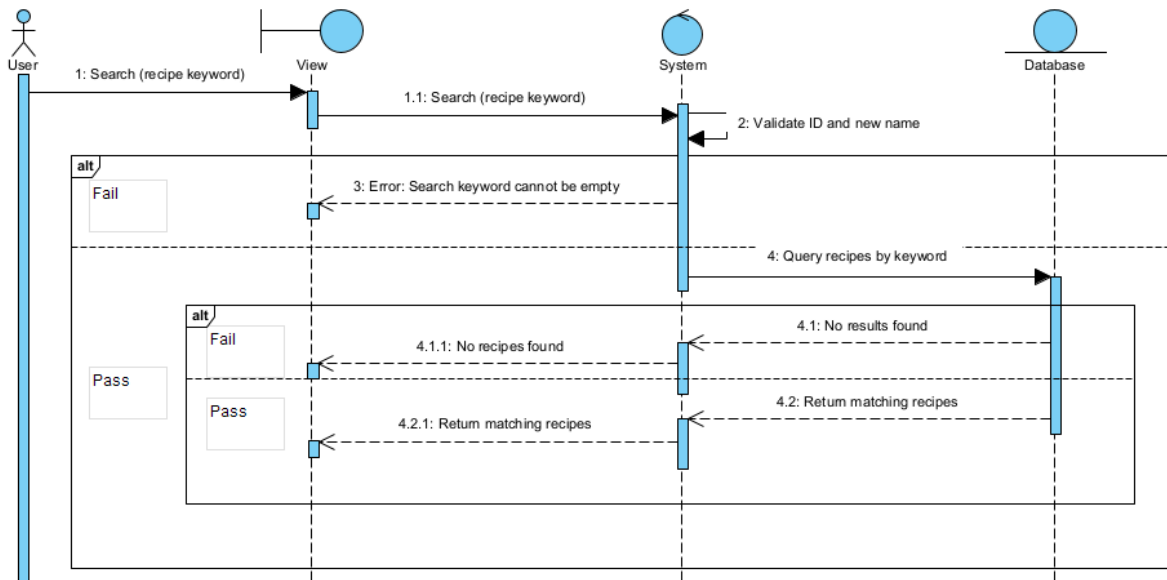 User
View
System
Database
1: Search (recipe keyword)
1.1: Search (recipe keyword)
2: Validate ID and new name
alt
Fail
3: Error: Search keyword cannot be empty
4: Query recipes by keyword
alt
Fail
4.1: No results found
4.1.1: No recipes found
Pass
Pass
4.2: Return matching recipes
4.2.1: Return matching recipes